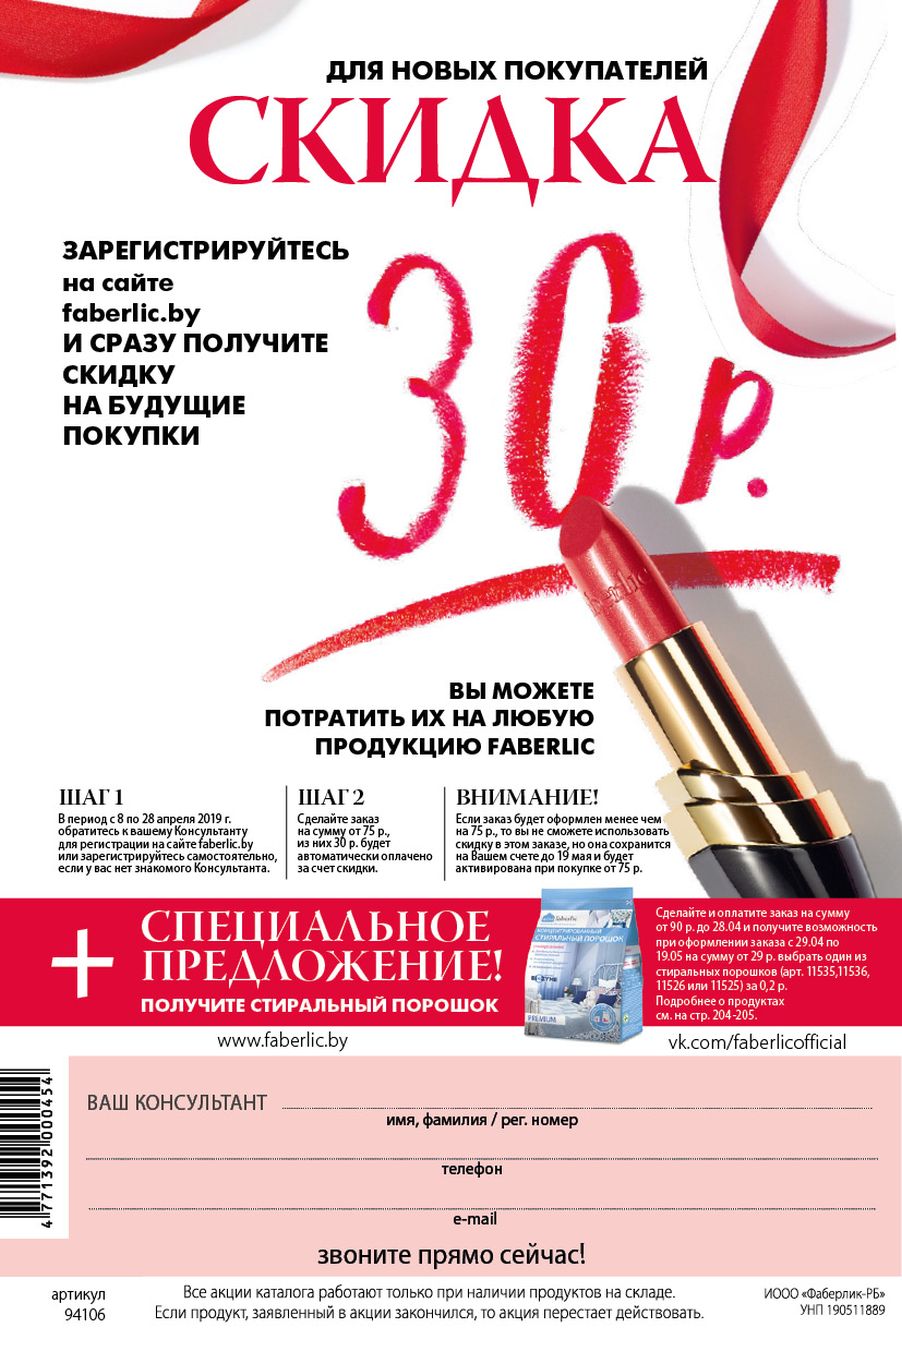 ДЛЯ НОВЫХ ПОКУПАТЕЛЕЙ
СКИДКА
ЗАРЕГИСТРИРУЙТЕСЬ
на сайте
faberlic.by
И СРАЗУ ПОЛУЧИТЕ
СКИДКУ
НА БУДУЩИЕ
ПОКУПКИ
30 р.
faberlic
ВЫ МОЖЕТЕ
ПОТРАТИТЬ ИХ НА ЛЮБУЮ
ПРОДУКЦИЮ FABERLIC
ШАГ 1
В период с 8 по 28 апреля 2019 г.
обратитесь к вашему Консультанту
для регистрации на сайте faberlic.by
или зарегистрируйтесь самостоятельно,
если у вас нет знакомого Консультанта.
ШАГ 2
Сделайте заказ
на сумму от 75 р.,
из них 30 р. будет
автоматически оплачено
за счет скидки.
ВНИМАНИЕ!
Если заказ будет оформлен менее чем
на 75 р., то вы не сможете использовать
скидку в этом заказе, но она сохранится
на Вашем счете до 19 мая и будет
активирована при покупке от 75 р.
+
СПЕЦИАЛЬНОЕ
ПРЕДЛОЖЕНИЕ!
ПОЛУЧИТЕ СТИРАЛЬНЫЙ ПОРОШОК
faberlic
КОНЦЕНТРИРОВАННЫЙ
СТИРАЛЬНЫЙ ПОРОШОК
BIO-ZYME
PREMIUM
Сделайте и оплатите заказ на сумму
от 90 р. до 28.04 и получите возможность
при оформлении заказа с 29.04 по
19.05 на сумму от 29 р. выбрать один из
стиральных порошков (арт. 11535,11536,
11526 или 11525) за 0,2 р.
Подробнее о продуктах
см. на стр. 204-205.
www.faberlic.by
vk.com/faberlicofficial
4771392000454
ВАШ КОНСУЛЬТАНТ
имя, фамилия / рег. номер
телефон
e-mail
звоните прямо сейчас!
артикул
94106
Все акции каталога работают только при наличии продуктов на складе.
Если продукт, заявленный в акции закончился, то акция перестает действовать.
ИООО «Фаберлик-РБ»
УНП 190511889